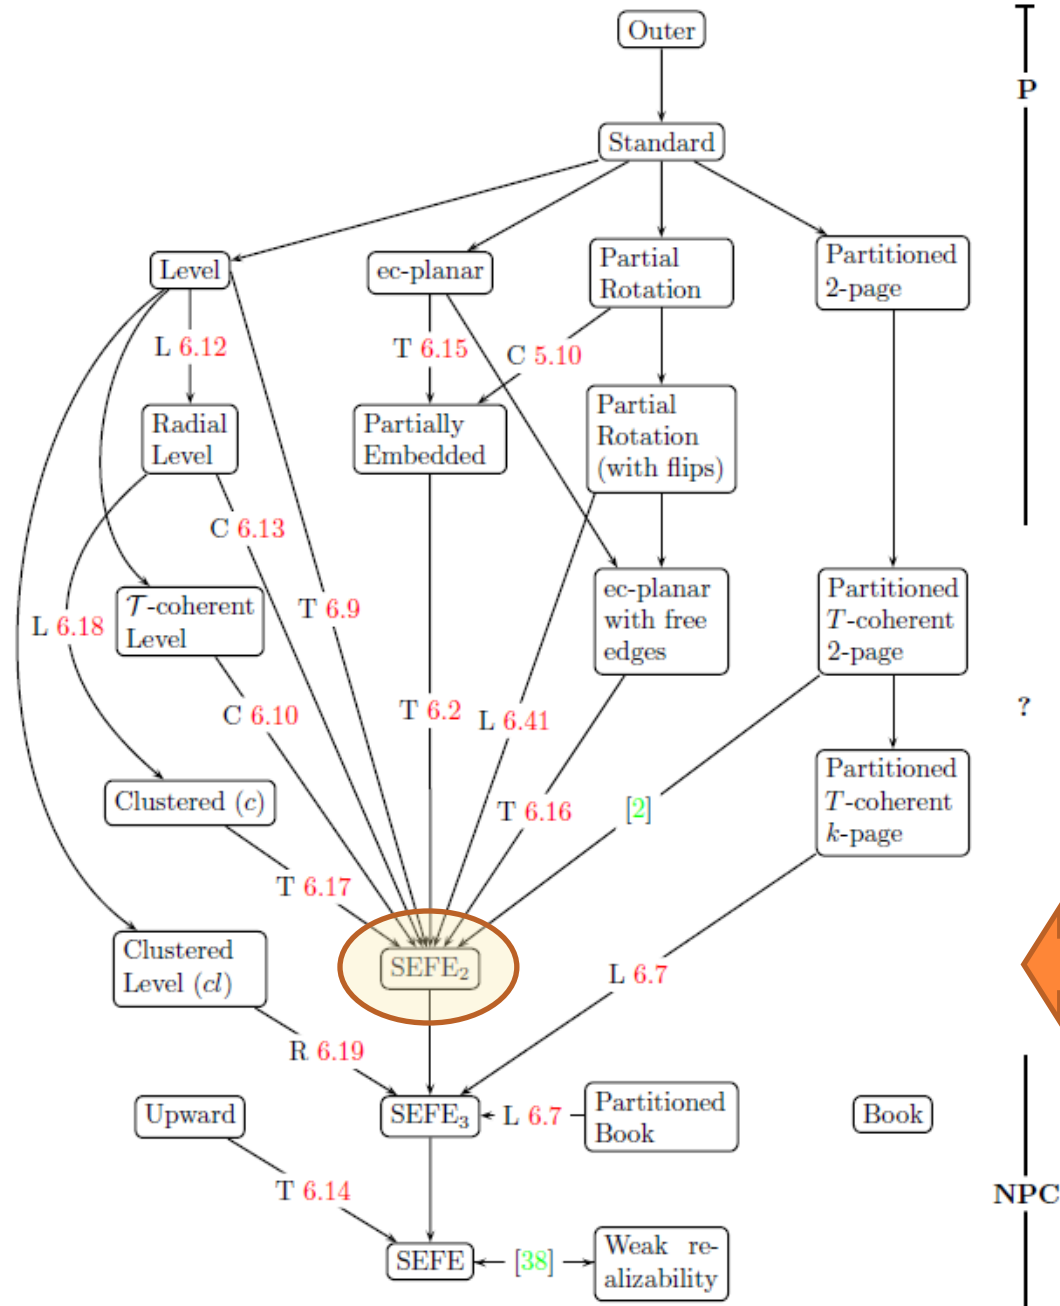 Outer
P
Standard
Level
ec-planar
Partial
Rotation
Partitioned
2-page
L 6.12
T 6.15
C 5.10
Radial
Level
Partially
Embedded
Partial
Rotation
(with flips)
C 6.13
𝒯-coherent
Level
L 6.18
T 6.9
ec-planar
with free
edges
Partitioned
T-coherent
2-page
C 6.10
T 6.2
L 6.41
?
Clustered (c)
T 6.16
[2]
Partitioned
T-coherent
k-page
T 6.17
Clustered
Level (cl)
SEFE₂
L 6.7
R 6.19
Upward
SEFE₃
L 6.7
Partitioned
Book
Book
T 6.14
NPC
SEFE
[38]
Weak re-
alizability